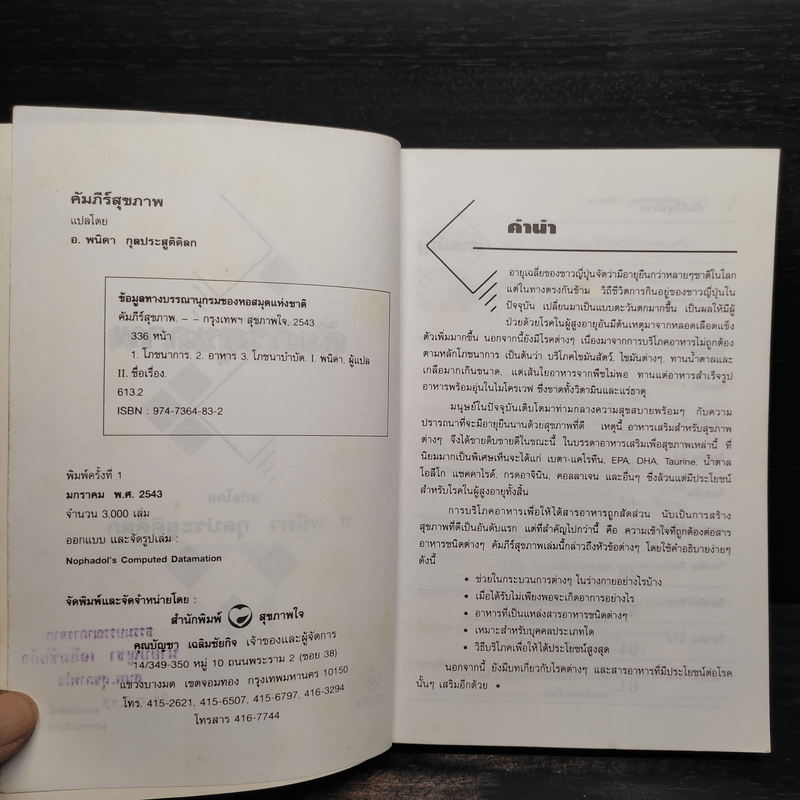 คัมภีร์สุขภาพ
แปลโดย
อ. พนิดา กุลประสูติดิลก
ข้อมูลทางบรรณานุกรมของหอสมุดแห่งชาติ
คัมภีร์สุขภาพ. – – กรุงเทพฯ สุขภาพใจ, 2543
336 หน้า
1. โภชนาการ. 2. อาหาร 3. โภชนาบำบัด. I. พนิดา, ผู้แปล
II. ชื่อเรื่อง.
613.2
ISBN : 974-7364-83-2
พิมพ์ครั้งที่ 1
มกราคม พ.ศ. 2543
จำนวน 3,000 เล่ม
ออกแบบ และจัดรูปเล่ม :
Nophadol's Computed Datamation
จัดพิมพ์และจัดจำหน่ายโดย :
สำนักพิมพ์ สุขภาพใจ
คุณบัญชา เฉลิมชัยกิจ เจ้าของและผู้จัดการ
14/349-350 หมู่ 10 ถนนพระราม 2 (ซอย 38)
แขวงบางมด เขตจอมทอง กรุงเทพมหานคร 10150
โทร. 415-2621, 415-6507, 415-6797, 416-3294
โทรสาร 416-7744
คำนำ
อายุเฉลี่ยของชาวญี่ปุ่นจัดว่ามีอายุยืนกว่าหลายๆชาติในโลก
แต่ในทางตรงกันข้าม วิถีชีวิตการกินอยู่ของชาวญี่ปุ่นใน
ปัจจุบัน เปลี่ยนมาเป็นแบบตะวันตกมากขึ้น เป็นผลให้มีผู้
ป่วยด้วยโรคในผู้สูงอายุอันมีต้นเหตุมาจากหลอดเลือดแข็ง
ตัวเพิ่มมากขึ้น นอกจากนี้ยังมีโรคต่างๆ เนื่องมาจากการบริโภคอาหารไม่ถูกต้อง
ตามหลักโภชนาการ เป็นต้นว่า บริโภคไขมันสัตว์, ไขมันต่างๆ, ทานน้ำตาลและ
เกลือมากเกินขนาด, แต่เส้นใยอาหารจากพืชไม่พอ ทานแต่อาหารสำเร็จรูป
อาหารพร้อมอุ่นในไมโครเวฟ ซึ่งขาดทั้งวิตามินและแร่ธาตุ
มนุษย์ในปัจจุบันเติบโตมาท่ามกลางความสุขสบายพร้อมๆ กับความ
ปรารถนาที่จะมีอายุยืนนานด้วยสุขภาพที่ดี เหตุนี้ อาหารเสริมสำหรับสุขภาพ
ต่างๆ จึงได้ขายดิบขายดีในขณะนี้ ในบรรดาอาหารเสริมเพื่อสุขภาพเหล่านี้ ที่
นิยมมากเป็นพิเศษเห็นจะได้แก่ เบตา-แคโรทีน, EPA, DHA, Taurine, น้ำตาล
โอลิโก แซคคาไรด์, กรดอาจินิน, คอลลาเจน และอื่นๆ ซึ่งล้วนแต่มีประโยชน์
สำหรับโรคในผู้สูงอายุทั้งสิ้น
การบริโภคอาหารเพื่อให้ได้สารอาหารถูกสัดส่วน นับเป็นการสร้าง
สุขภาพที่ดีเป็นอันดับแรก แต่ที่สำคัญไปกว่านี้ คือ ความเข้าใจที่ถูกต้องต่อสาร
อาหารชนิดต่างๆ คัมภีร์สุขภาพเล่มนี้กล่าวถึงหัวข้อต่างๆ โดยใช้คำอธิบายง่ายๆ
ดังนี้
• ช่วยในกระบวนการต่างๆ ในร่างกายอย่างไรบ้าง
• เมื่อได้รับไม่เพียงพอจะเกิดอาการอย่างไร
• อาหารที่เป็นแหล่งสารอาหารชนิดต่างๆ
• เหมาะสำหรับบุคคลประเภทใด
• วิธีบริโภคเพื่อให้ได้ประโยชน์สูงสุด
นอกจากนี้ ยังมีบทเกี่ยวกับโรคต่างๆ และสารอาหารที่มีประโยชน์ต่อโรค
นั้นๆ เสริมอีกด้วย •